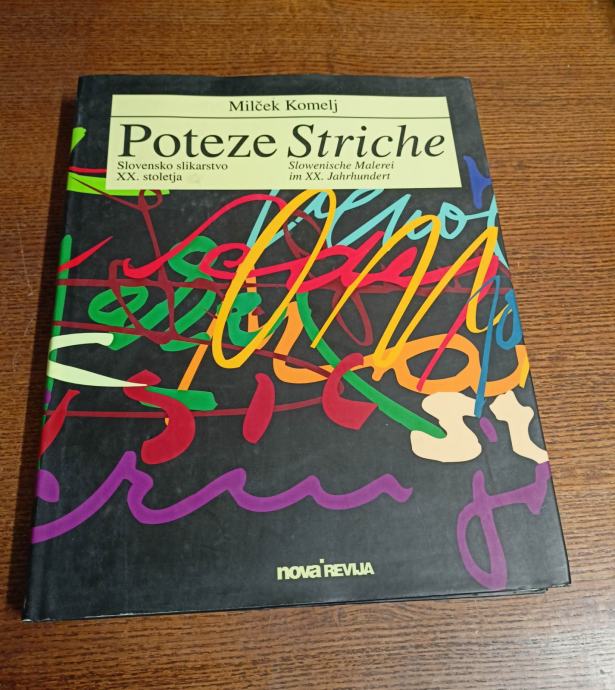 Milček Komelj
Poteze Striche
Slovensko slikarstvo
XX. stoletja
Slowenische Malerei
im XX. Jahrhundert
nova REVIJA